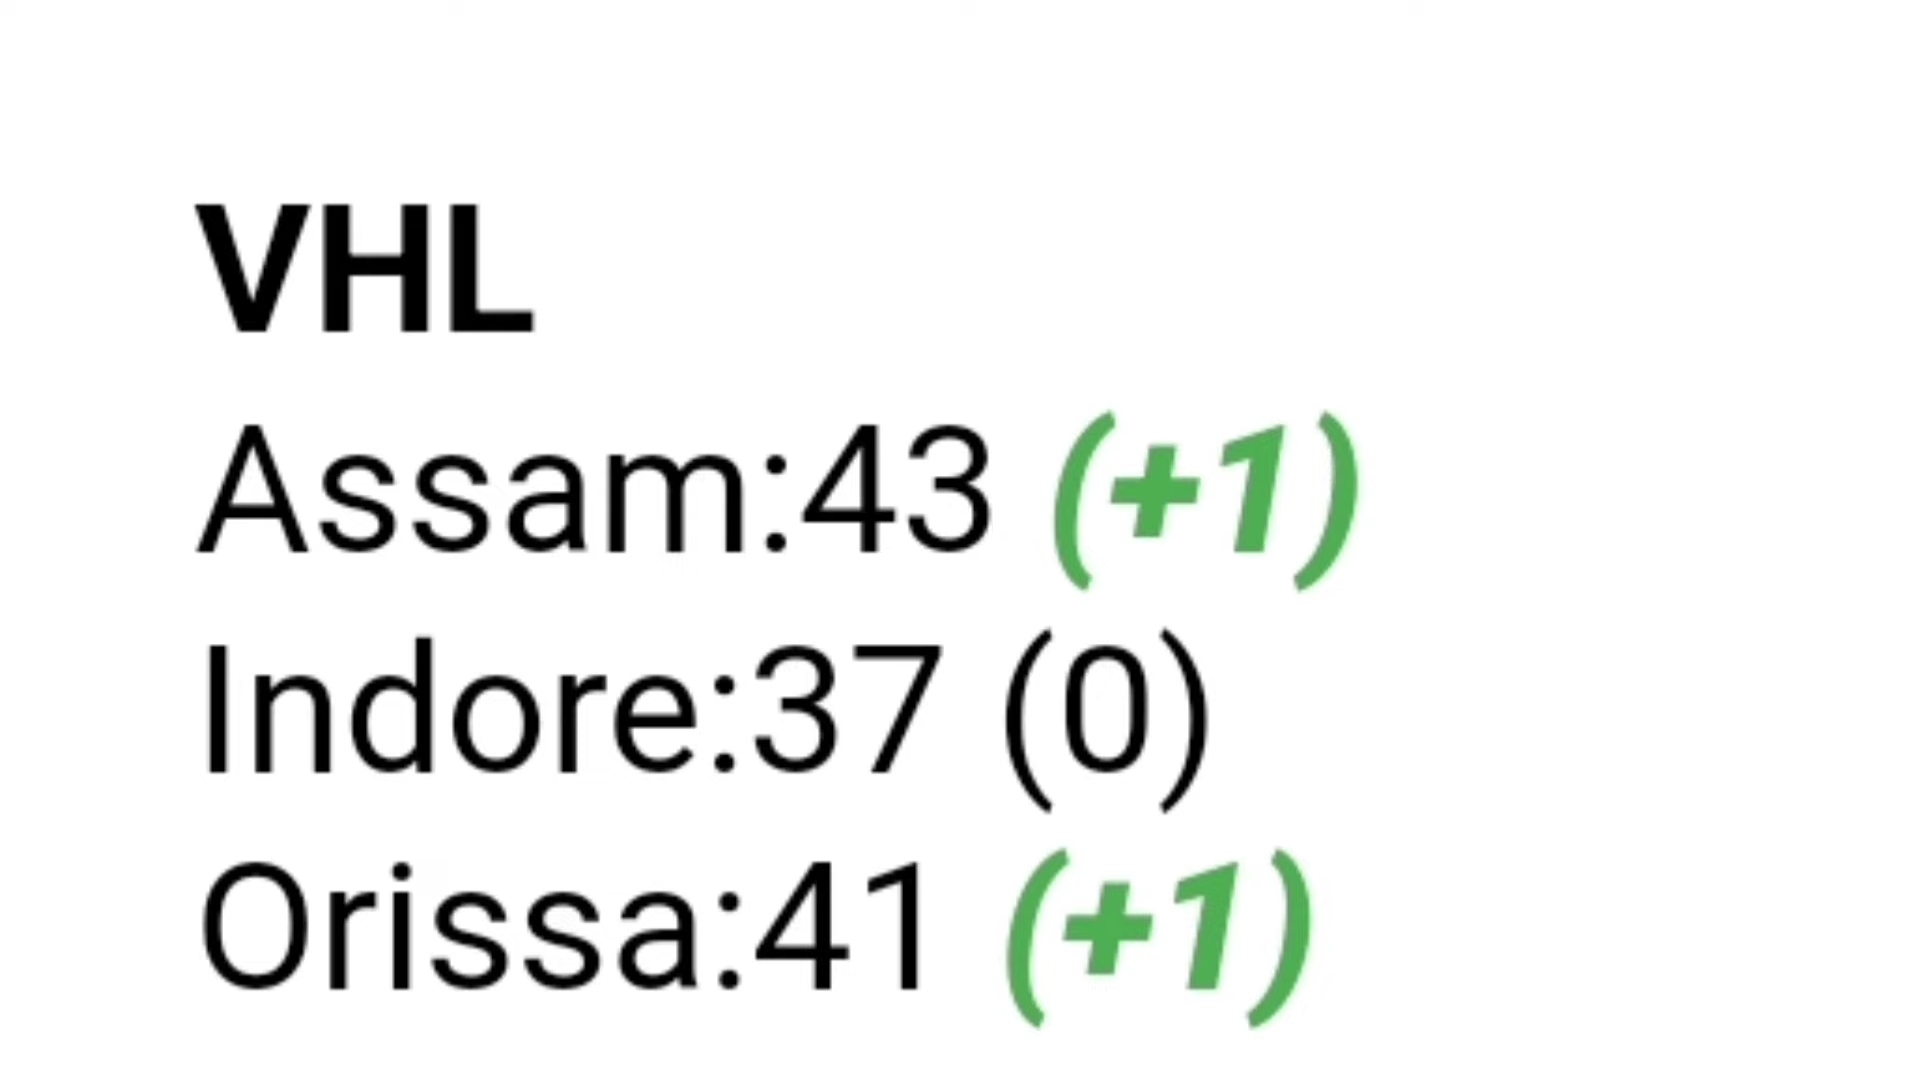 VHL
Assam:43 (+1)
Indore:37 (0)
Orissa:41 (+1)